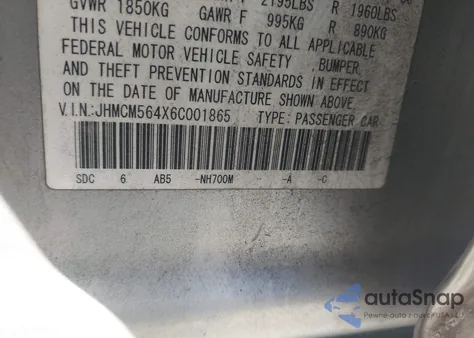 GVWR 1850KG GAWR F 2195LBS R 1960LBS
F 995KG R 890KG
THIS VEHICLE CONFORMS TO ALL APPLICABLE
FEDERAL MOTOR VEHICLE SAFETY BUMPER
AND THEFT PREVENTION STANDARDS IN EFFECT
ON THE DATE OF MANUFACTURE SHOWN ABOVE
V.I.N.:JHMCM564X6C001865 TYPE: PASSENGER CAR
SDC 6 AB5 -NH700M - -A -C
autoSnap